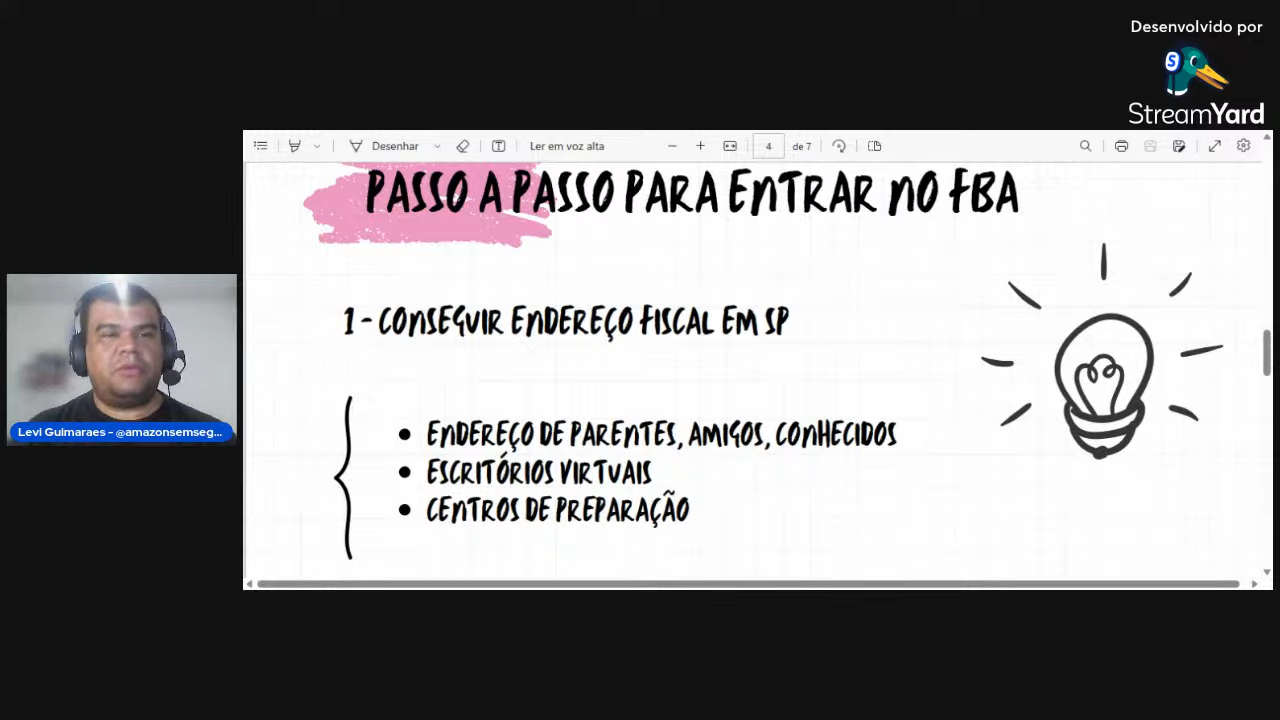 Desenvolvido por
StreamYard
Desenhar
Ler em voz alta
4
de 7
PASSO A PASSO PARA ENTRAR NO FBA
1 - CONSEGUIR ENDEREÇO FISCAL EM SP
• ENDEREÇO DE PARENTES, AMIGOS, CONHECIDOS
• ESCRITÓRIOS VIRTUAIS
• CENTROS DE PREPARAÇÃO
Levi Guimaraes - @amazonsemseg...